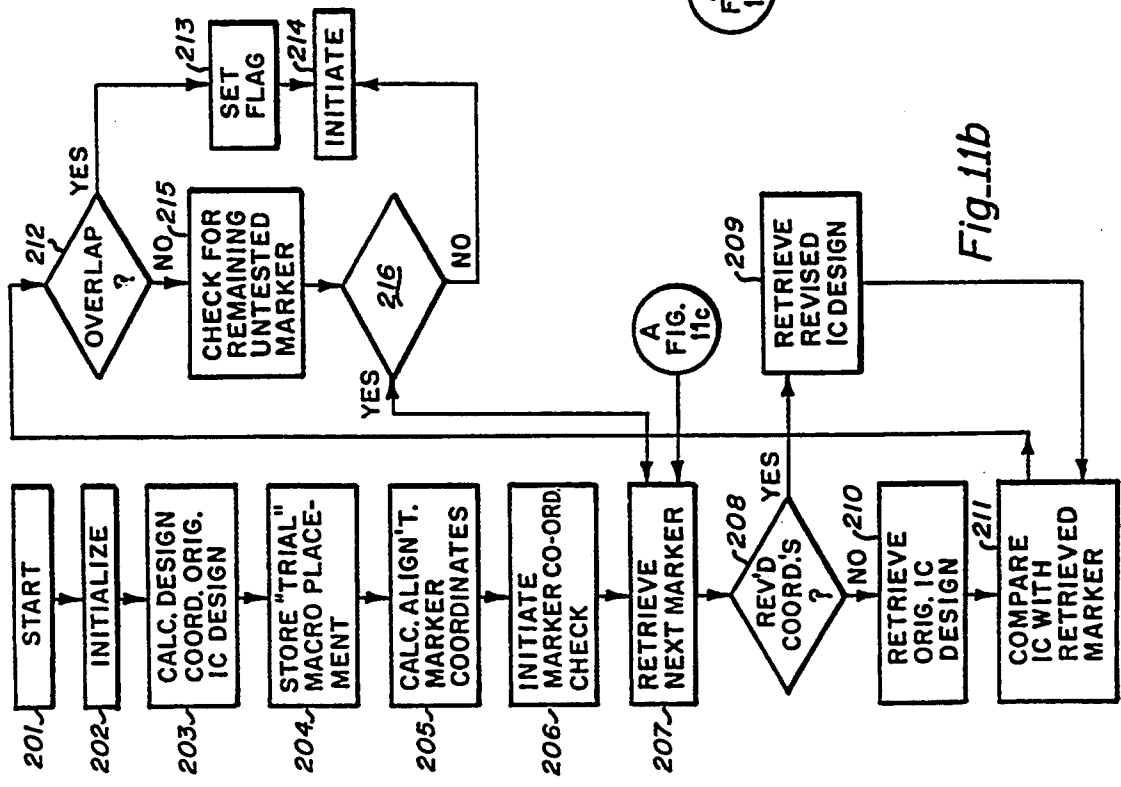 201
START
202
INITIALIZE
203
CALC. DESIGN
COORD. ORIG.
IC DESIGN
204
STORE "TRIAL"
MACRO PLACE-
MENT
205
CALC. ALIGN'T.
MARKER
COORDINATES
206
INITIATE
MARKER CO-ORD.
CHECK
207
RETRIEVE
NEXT MARKER
A
FIG.
11c
208
REV'D
COORD.'S
?
YES
NO
209
RETRIEVE
REVISED
IC DESIGN
210
RETRIEVE
ORIG. IC
DESIGN
211
COMPARE
IC WITH
RETRIEVED
MARKER
212
OVERLAP
?
YES
NO
213
SET
FLAG
214
INITIATE
215
CHECK FOR
REMAINING
UNTESTED
MARKER
216
YES
NO
Fig_11b